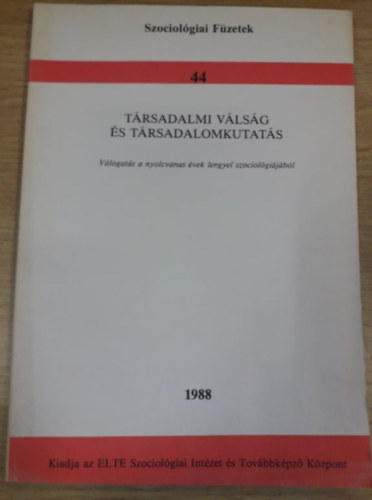 Szociológiai Füzetek
44
TÁRSADALMI VÁLSÁG
ÉS TÁRSADALOMKUTATÁS
Válogatás a nyolcvanas évek lengyel szociológiájából
1988
Kiadja az ELTE Szociológiai Intézet és Továbbképző Központ